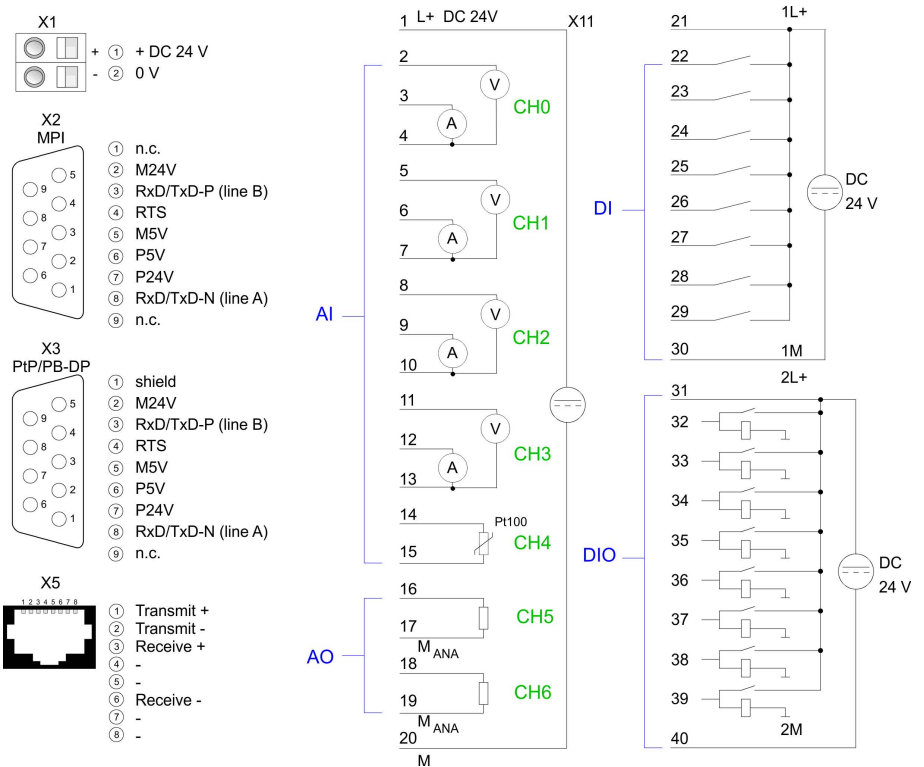 X1
+ ① + DC 24 V
- ② 0 V
X2
MPI
5
9
4
8
3
7
2
6
1
① n.c.
② M24V
③ RxD/TxD-P (line B)
④ RTS
⑤ M5V
⑥ P5V
⑦ P24V
⑧ RxD/TxD-N (line A)
⑨ n.c.
X3
PtP/PB-DP
5
9
4
8
3
7
2
6
1
① shield
② M24V
③ RxD/TxD-P (line B)
④ RTS
⑤ M5V
⑥ P5V
⑦ P24V
⑧ RxD/TxD-N (line A)
⑨ n.c.
X5
1 2 3 4 5 6 7 8
① Transmit +
② Transmit -
③ Receive +
④ -
⑤ -
⑥ Receive -
⑦ -
⑧ -
1 L+ DC 24V X11
AI
2
V
3
CH0
A
4
5
V
6
CH1
A
7
8
V
9
CH2
A
10
11
V
12
CH3
A
13
14
Pt100
CH4
15
AO
16
CH5
17
M ANA
18
CH6
19
M ANA
20
M
21 1L+
DI
22
23
24
25
26
27
28
29
30 1M
DC
24 V
2L+
31
DIO
32
33
34
35
36
37
38
39
2M
40
DC
24 V